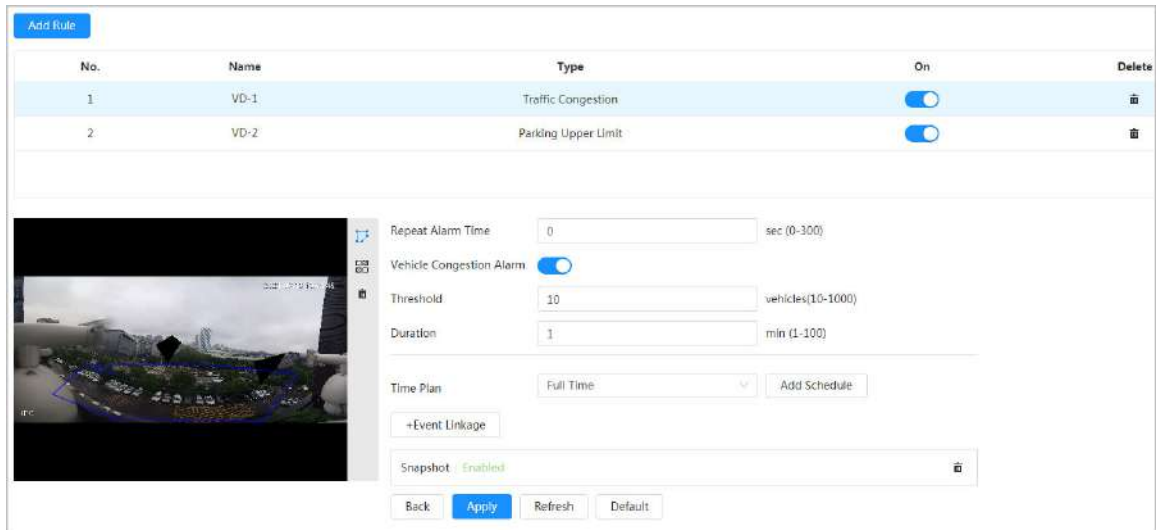 Add Rule
No. Name Type On Delete
1 VD-1 Traffic Congestion
2 VD-2 Parking Upper Limit
Repeat Alarm Time 0 sec (0-300)
Vehicle Congestion Alarm
Threshold 10 vehicles(10-1000)
Duration 1 min (1-100)
Time Plan Full Time Add Schedule
+Event Linkage
IPC
Snapshot Enabled
Back Apply Refresh Default